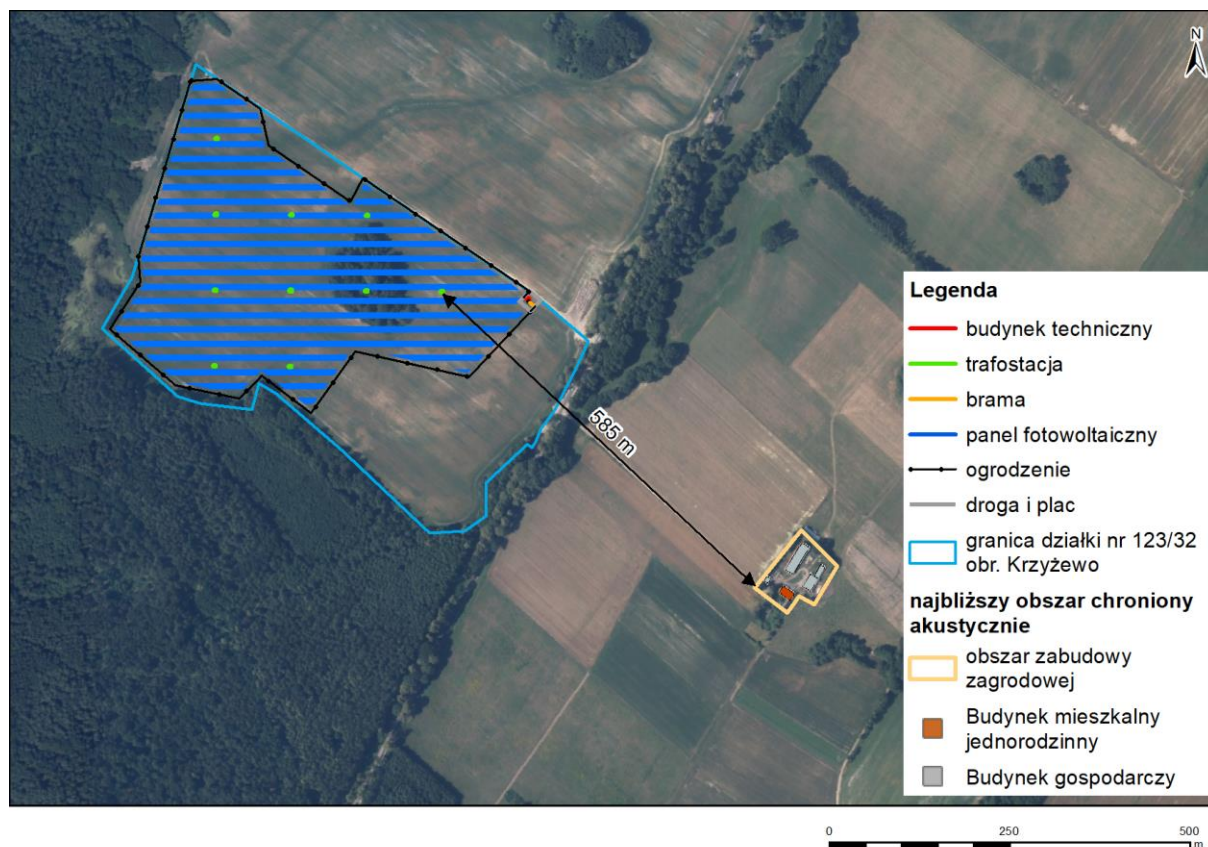 N
585 m
Legenda
budynek techniczny
trafostacja
brama
panel fotowoltaiczny
ogrodzenie
droga i plac
granica działki nr 123/32
obr. Krzyżewo
najbliższy obszar chroniony
akustycznie
obszar zabudowy
zagrodowej
Budynek mieszkalny
jednorodzinny
Budynek gospodarczy
0 250 500
m